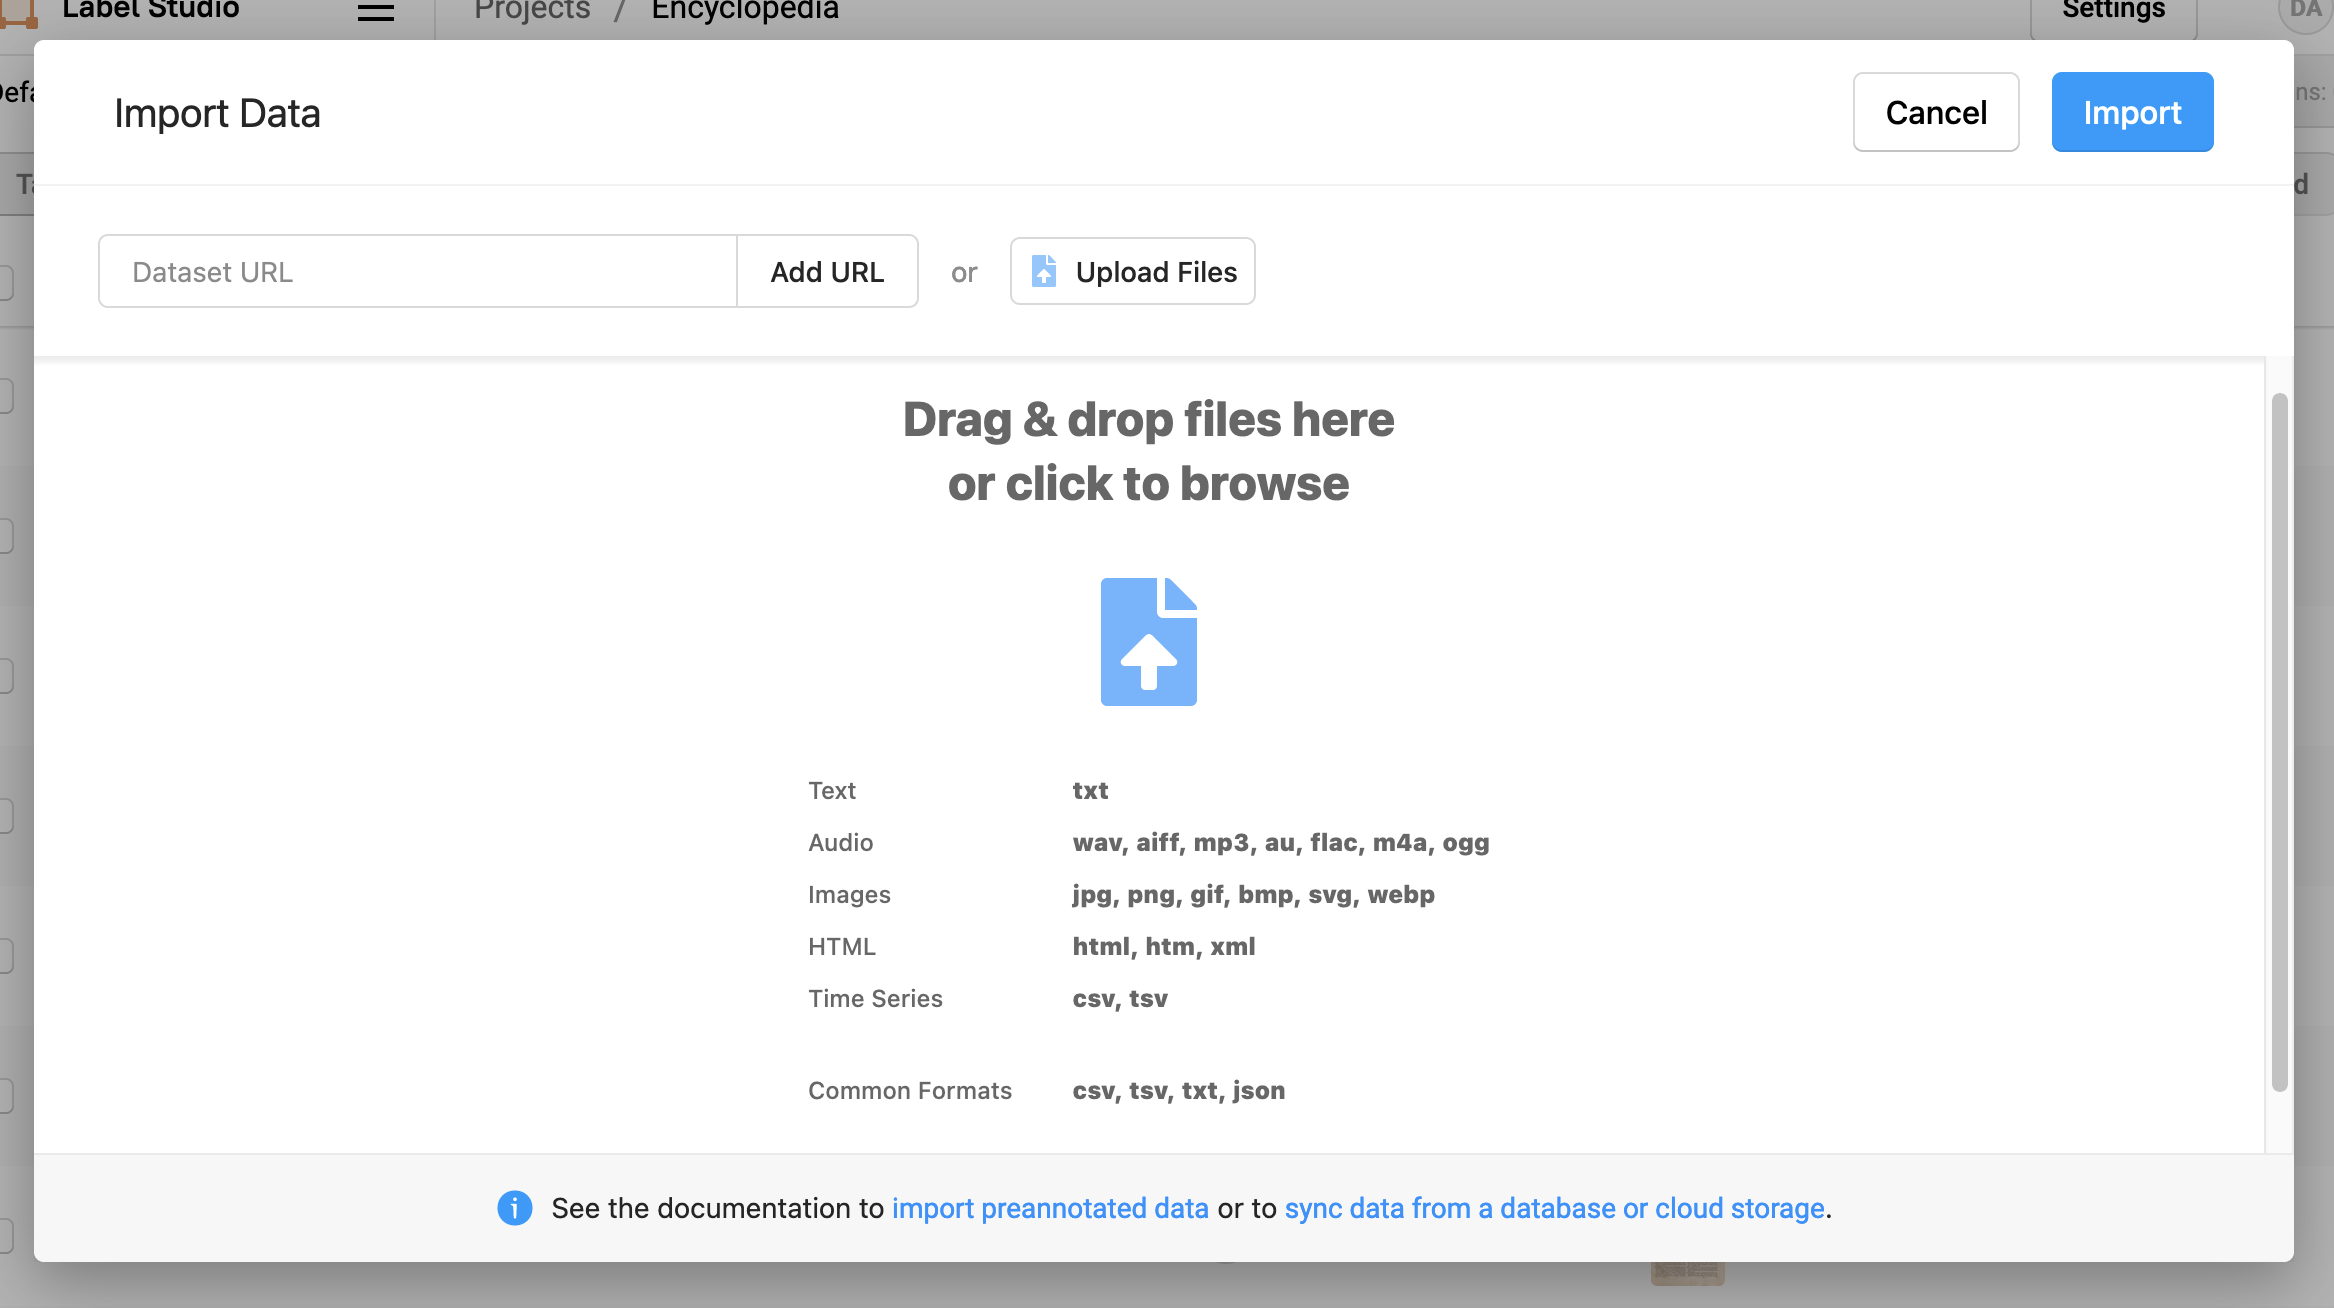 Label Studio
Projects / Encyclopedia
Settings
DA
Import Data
Cancel
Import
Dataset URL
Add URL
or
Upload Files
Drag & drop files here
or click to browse
Text txt
Audio wav, aiff, mp3, au, flac, m4a, ogg
Images jpg, png, gif, bmp, svg, webp
HTML html, htm, xml
Time Series csv, tsv
Common Formats csv, tsv, txt, json
See the documentation to import preannotated data or to sync data from a database or cloud storage.